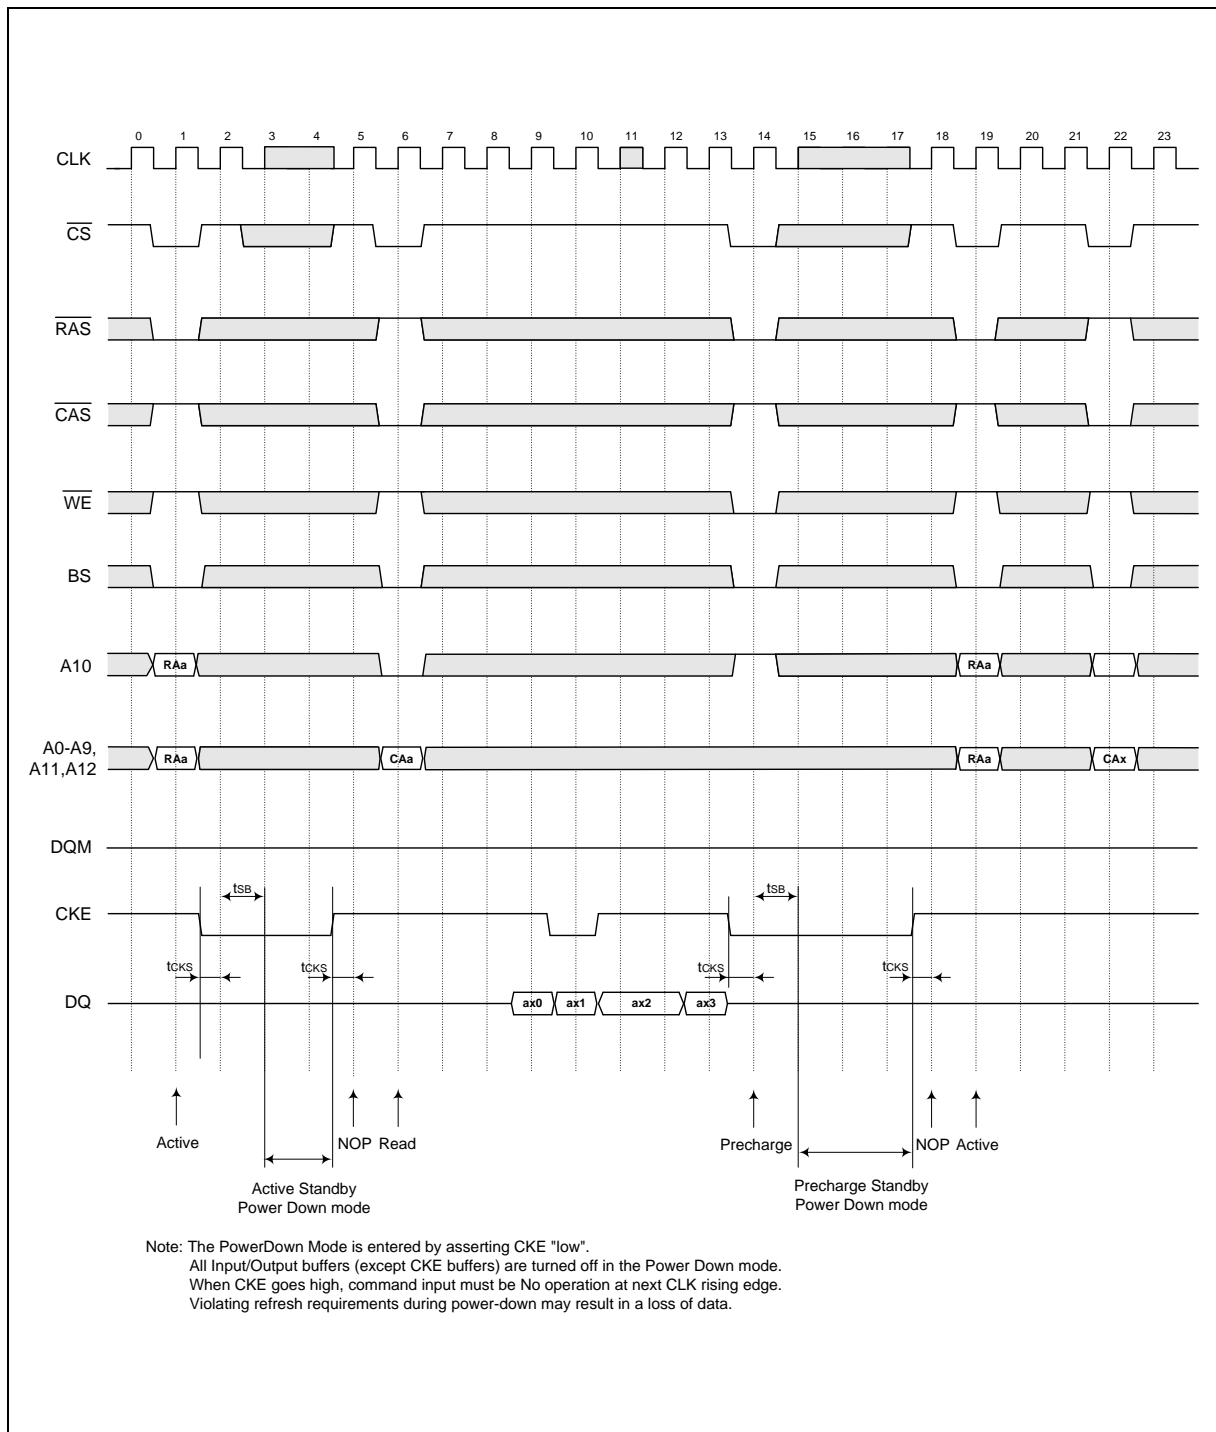 0 1 2 3 4 5 6 7 8 9 10 11 12 13 14 15 16 17 18 19 20 21 22 23
CLK
CS
RAS
CAS
WE
BS
A10 RAa RAa
A0-A9,
A11,A12 RAa CAa RAa CAx
DQM
tSB tSB
CKE
tCKS tCKS tCKS tCKS
DQ ax0 ax1 ax2 ax3
Active NOP Read Precharge NOP Active
Active Standby
Power Down mode
Precharge Standby
Power Down mode
Note: The PowerDown Mode is entered by asserting CKE "low".
All Input/Output buffers (except CKE buffers) are turned off in the Power Down mode.
When CKE goes high, command input must be No operation at next CLK rising edge.
Violating refresh requirements during power-down may result in a loss of data.